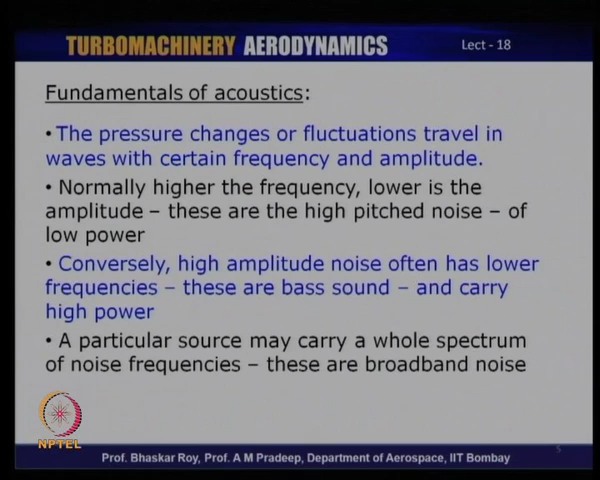 TURBOMACHINERY AERODYNAMICS Lect - 18
Fundamentals of acoustics:
• The pressure changes or fluctuations travel in
waves with certain frequency and amplitude.
• Normally higher the frequency, lower is the
amplitude – these are the high pitched noise – of
low power
• Conversely, high amplitude noise often has lower
frequencies – these are bass sound – and carry
high power
• A particular source may carry a whole spectrum
of noise frequencies – these are broadband noise
NPTEL
5
Prof. Bhaskar Roy, Prof. A M Pradeep, Department of Aerospace, IIT Bombay